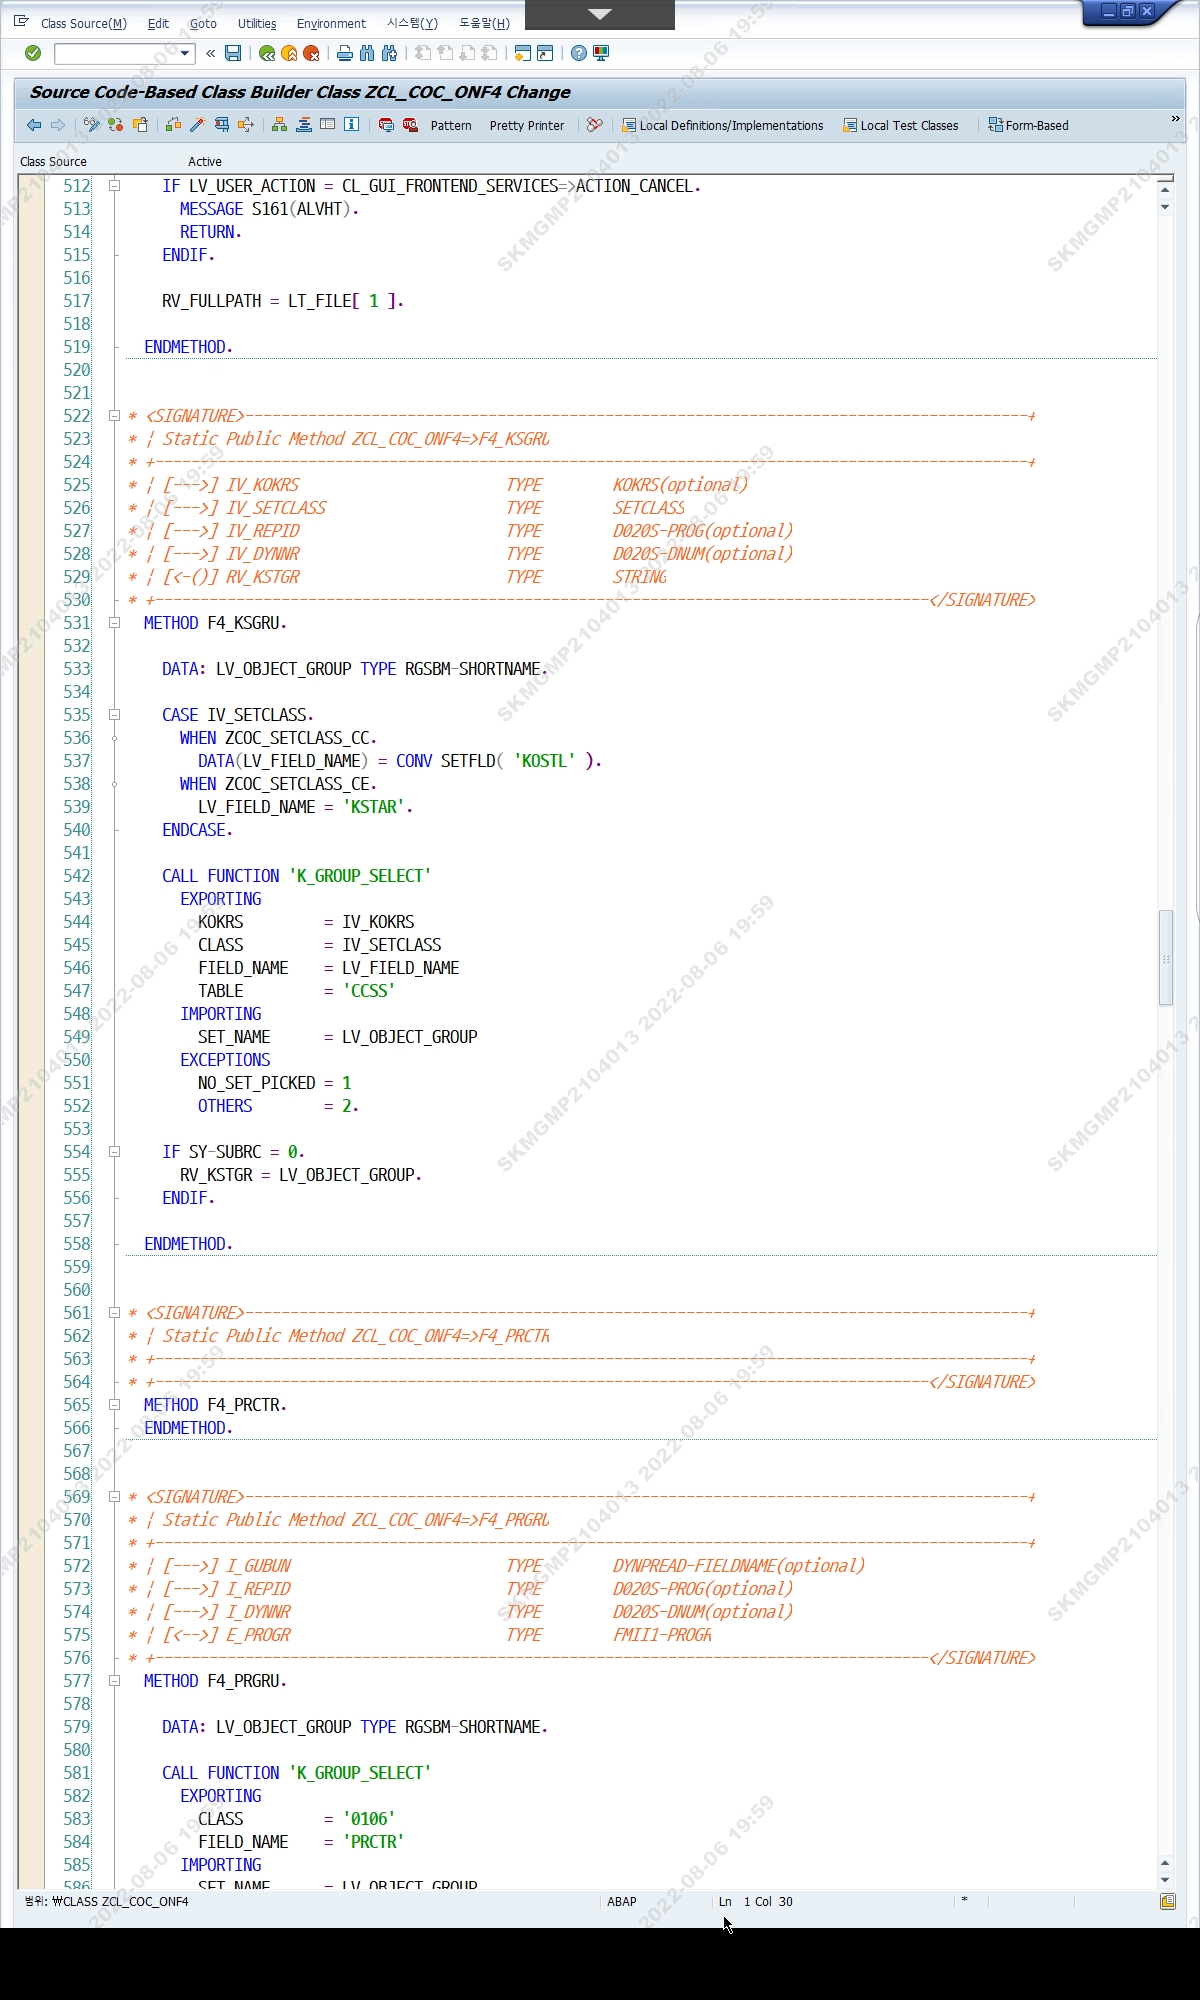 Class Source(M) Edit Goto Utilities Environment 시스템(Y) 도움말(H)
Source Code-Based Class Builder Class ZCL_COC_ONF4 Change
Pattern Pretty Printer Local Definitions/Implementations Local Test Classes Form-Based »
Class Source Active
512 IF LV_USER_ACTION = CL_GUI_FRONTEND_SERVICES=>ACTION_CANCEL.
513 MESSAGE S161(ALVHT).
514 RETURN.
515 ENDIF.
516
517 RV_FULLPATH = LT_FILE[ 1 ].
518
519 ENDMETHOD.
520
521
522 * <SIGNATURE>---------------------------------------------------------------------------------------+
523 * | Static Public Method ZCL_COC_ONF4=>F4_KSGRU
524 * +-------------------------------------------------------------------------------------------------+
525 * | [--->] IV_KOKRS TYPE KOKRS(optional)
526 * | [--->] IV_SETCLASS TYPE SETCLASS
527 * | [--->] IV_REPID TYPE D020S-PROG(optional)
528 * | [--->] IV_DYNNR TYPE D020S-DNUM(optional)
529 * | [<-()] RV_KSTGR TYPE STRING
530 * +--------------------------------------------------------------------------------------</SIGNATURE>
531 METHOD F4_KSGRU.
532
533 DATA: LV_OBJECT_GROUP TYPE RGSBM-SHORTNAME.
534
535 CASE IV_SETCLASS.
536 WHEN ZCOC_SETCLASS_CC.
537 DATA(LV_FIELD_NAME) = CONV SETFLD( 'KOSTL' ).
538 WHEN ZCOC_SETCLASS_CE.
539 LV_FIELD_NAME = 'KSTAR'.
540 ENDCASE.
541
542 CALL FUNCTION 'K_GROUP_SELECT'
543 EXPORTING
544 KOKRS = IV_KOKRS
545 CLASS = IV_SETCLASS
546 FIELD_NAME = LV_FIELD_NAME
547 TABLE = 'CCSS'
548 IMPORTING
549 SET_NAME = LV_OBJECT_GROUP
550 EXCEPTIONS
551 NO_SET_PICKED = 1
552 OTHERS = 2.
553
554 IF SY-SUBRC = 0.
555 RV_KSTGR = LV_OBJECT_GROUP.
556 ENDIF.
557
558 ENDMETHOD.
559
560
561 * <SIGNATURE>---------------------------------------------------------------------------------------+
562 * | Static Public Method ZCL_COC_ONF4=>F4_PRCTR
563 * +-------------------------------------------------------------------------------------------------+
564 * +--------------------------------------------------------------------------------------</SIGNATURE>
565 METHOD F4_PRCTR.
566 ENDMETHOD.
567
568
569 * <SIGNATURE>---------------------------------------------------------------------------------------+
570 * | Static Public Method ZCL_COC_ONF4=>F4_PRGRU
571 * +-------------------------------------------------------------------------------------------------+
572 * | [--->] I_GUBUN TYPE DYNPREAD-FIELDNAME(optional)
573 * | [--->] I_REPID TYPE D020S-PROG(optional)
574 * | [--->] I_DYNNR TYPE D020S-DNUM(optional)
575 * | [<-->] E_PROGR TYPE FMII1-PROGR
576 * +--------------------------------------------------------------------------------------</SIGNATURE>
577 METHOD F4_PRGRU.
578
579 DATA: LV_OBJECT_GROUP TYPE RGSBM-SHORTNAME.
580
581 CALL FUNCTION 'K_GROUP_SELECT'
582 EXPORTING
583 CLASS = '0106'
584 FIELD_NAME = 'PRCTR'
585 IMPORTING
586 SET_NAME = LV_OBJECT_GROUP
범위: ₩CLASS ZCL_COC_ONF4 ABAP Ln 1 Col 30 *
SKMGMP2104013 2022-08-06 19:59